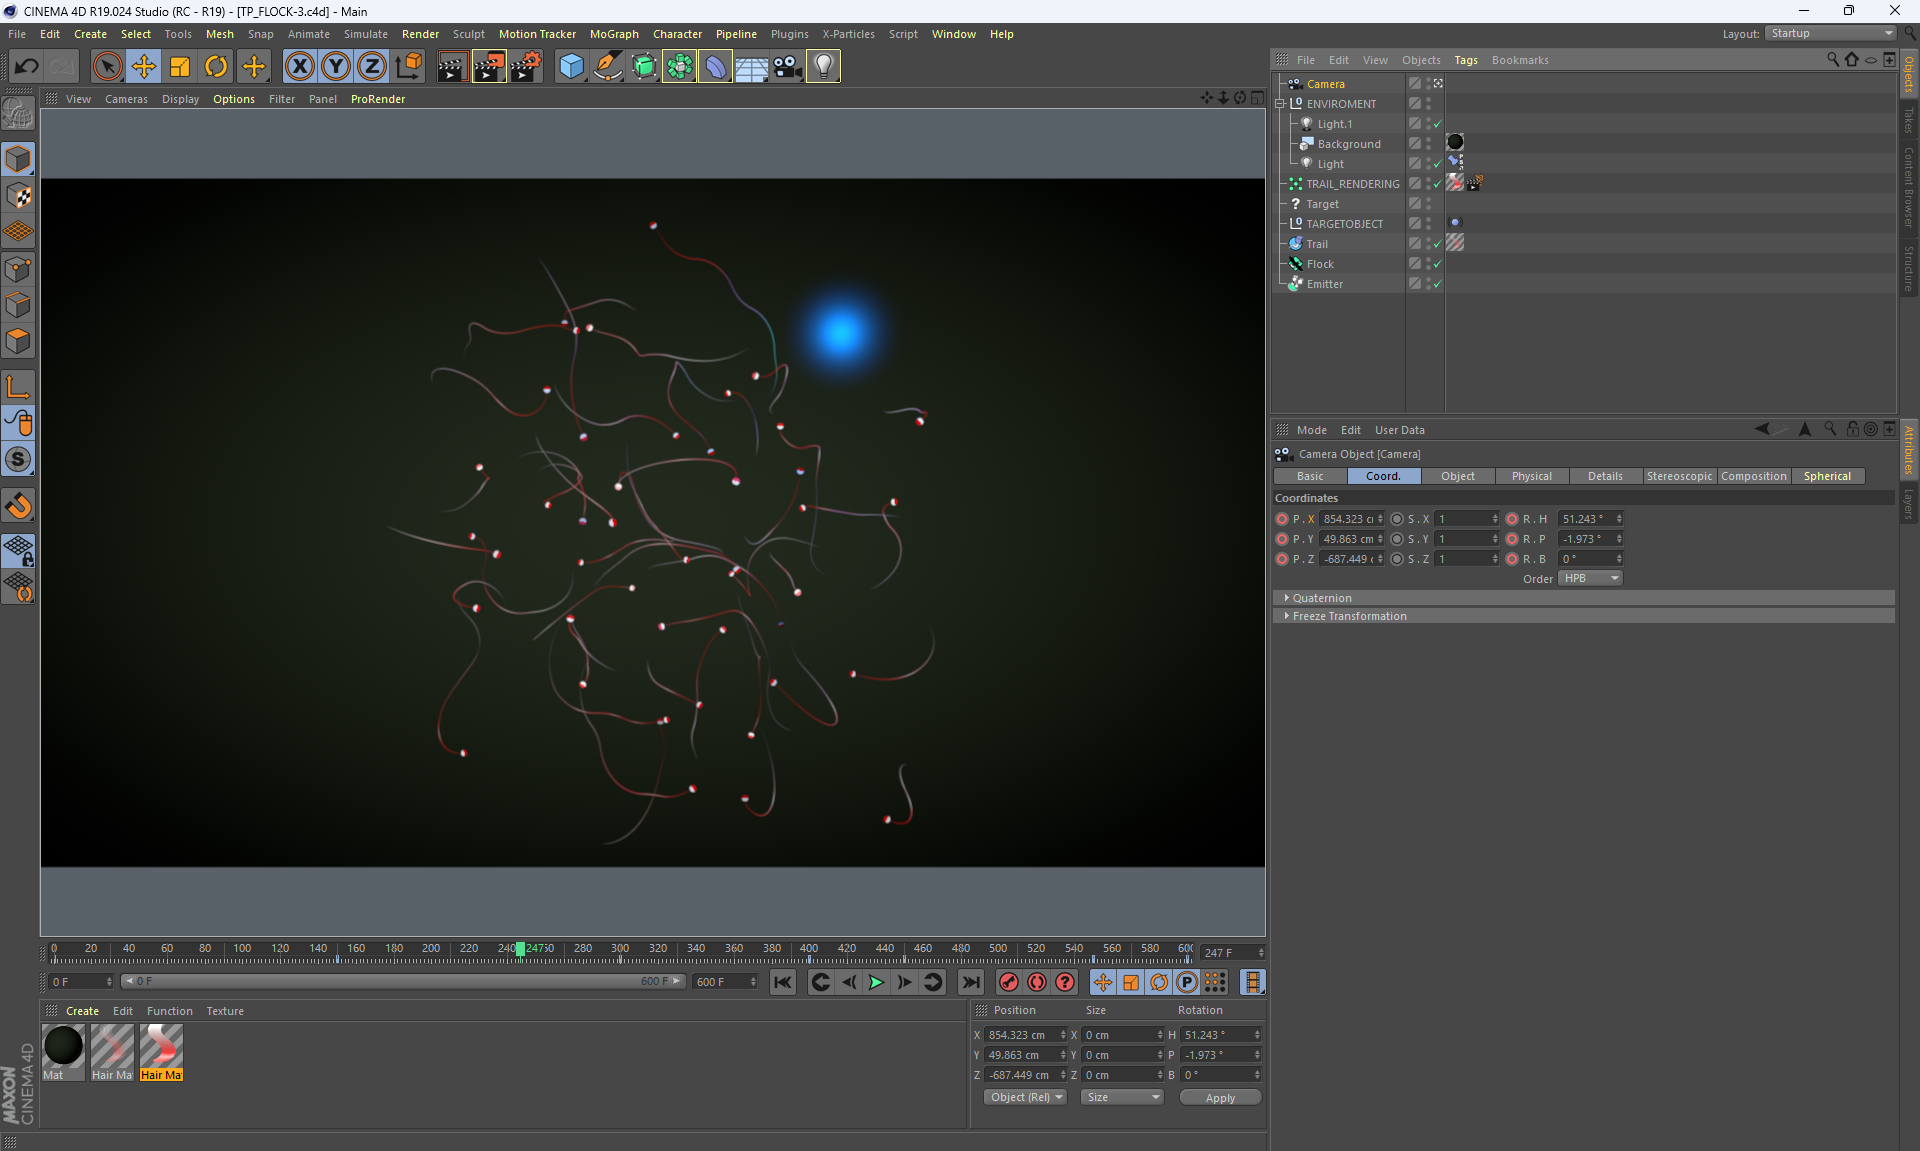 CINEMA 4D R19.024 Studio (RC - R19) - [TP_FLOCK-3.c4d] - Main
File Edit Create Select Tools Mesh Snap Animate Simulate Render Sculpt Motion Tracker MoGraph Character Pipeline Plugins X-Particles Script Window Help Layout: Startup
X Y Z
File Edit View Objects Tags Bookmarks
View Cameras Display Options Filter Panel ProRender
Camera
ENVIROMENT
Light.1
Background
Light
TRAIL_RENDERING
Target
TARGETOBJECT
Trail
Flock
Emitter
Objects
Takes
Content Browser
Structure
Mode Edit User Data
Camera Object [Camera]
Basic Coord. Object Physical Details Stereoscopic Composition Spherical
Coordinates
P . X 854.323 c S . X 1 R . H 51.243 °
P . Y 49.863 cm S . Y 1 R . P -1.973 °
P . Z -687.449 ( S . Z 1 R . B 0 °
Order HPB
Quaternion
Freeze Transformation
Attributes
Layers
S
0 20 40 60 80 100 120 140 160 180 200 220 240 247 50 280 300 320 340 360 380 400 420 440 460 480 500 520 540 560 580 600 247 F
0 F 0 F 600 F 600 F P
Create Edit Function Texture
Mat Hair Mat Hair Mat
Position Size Rotation
X 854.323 cm X 0 cm H 51.243 °
Y 49.863 cm Y 0 cm P -1.973 °
Z -687.449 cm Z 0 cm B 0 °
Object (Rel) Size Apply
MAXON
CINEMA 4D